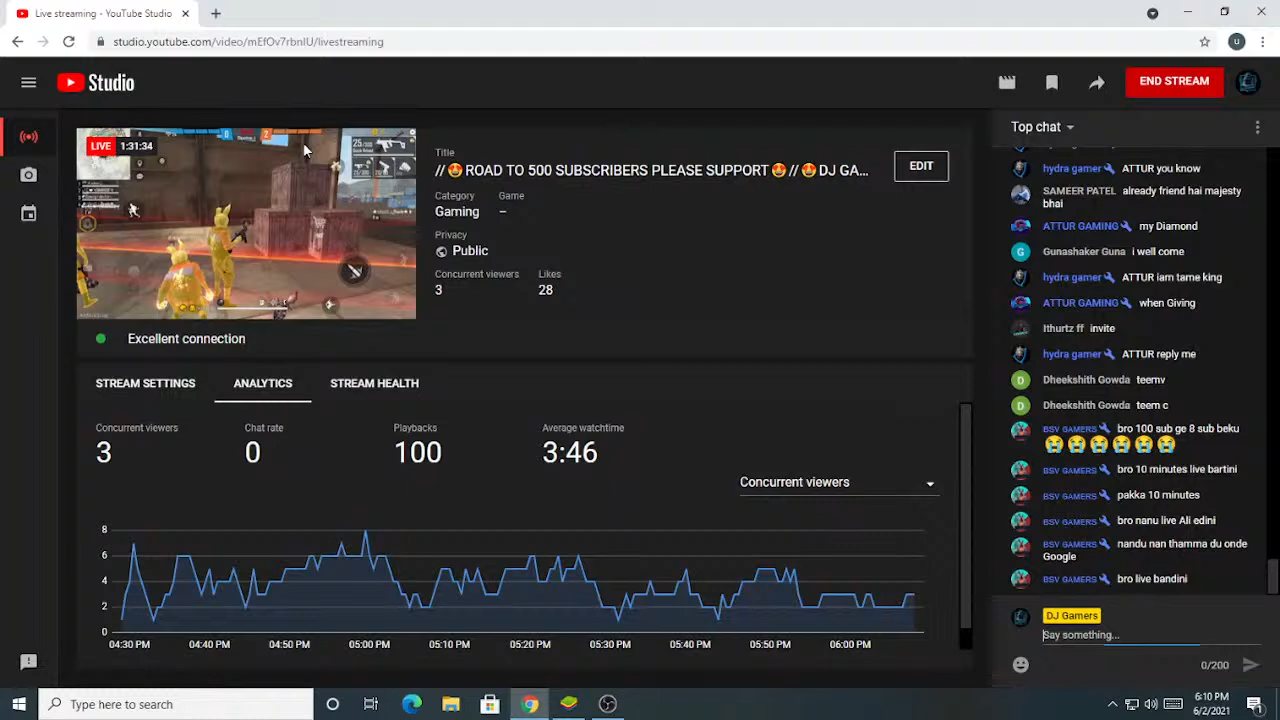 Live streaming - YouTube Studio
studio.youtube.com/video/mEfOv7rbnIU/livestreaming
u
Studio
END STREAM
LIVE 1:31:34
0
2
25
Title
// 😍 ROAD TO 500 SUBSCRIBERS PLEASE SUPPORT 😍 // 😍 DJ GA...
EDIT
Category
Game
Gaming
–
Privacy
Public
Concurrent viewers
Likes
3
28
Excellent connection
STREAM SETTINGS
ANALYTICS
STREAM HEALTH
Concurrent viewers
Chat rate
Playbacks
Average watchtime
3
0
100
3:46
Concurrent viewers
8
6
4
2
0
04:30 PM 04:40 PM 04:50 PM 05:00 PM 05:10 PM 05:20 PM 05:30 PM 05:40 PM 05:50 PM 06:00 PM
Top chat
hydra gamer ATTUR you know
SAMEER PATEL already friend hai majesty
bhai
ATTUR GAMING my Diamond
G
Gunashaker Guna i well come
hydra gamer ATTUR iam tame king
ATTUR GAMING when Giving
Ithurtz ff invite
hydra gamer ATTUR reply me
D
Dheekshith Gowda teemv
D
Dheekshith Gowda teem c
BSV GAMERS bro 100 sub ge 8 sub beku
😭😭😭😭😭😭
BSV GAMERS bro 10 minutes live bartini
BSV GAMERS pakka 10 minutes
BSV GAMERS bro nanu live Ali edini
BSV GAMERS nandu nan thamma du onde
Google
BSV GAMERS bro live bandini
DJ Gamers
Say something...
0/200
Type here to search
6:10 PM
6/2/2021
1